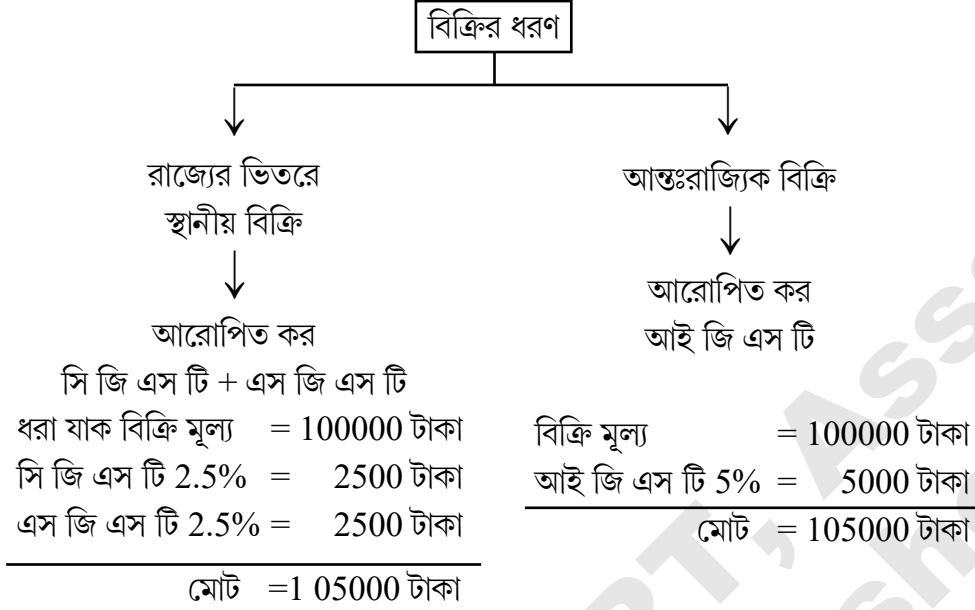 বিক্রির ধরণ
রাজ্যের ভিতরে
স্থানীয় বিক্রি
আরোপিত কর
সি জি এস টি + এস জি এস টি
ধরা যাক বিক্রি মূল্য = 100000 টাকা
সি জি এস টি 2.5% = 2500 টাকা
এস জি এস টি 2.5% = 2500 টাকা
মোট =1 05000 টাকা
আন্তঃরাজ্যিক বিক্রি
আরোপিত কর
আই জি এস টি
বিক্রি মূল্য = 100000 টাকা
আই জি এস টি 5% = 5000 টাকা
মোট = 105000 টাকা